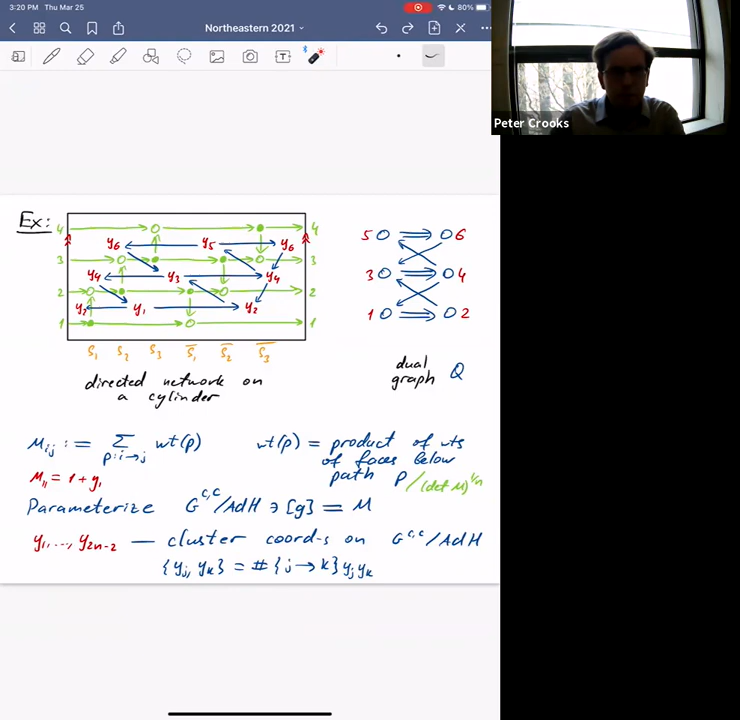 3:20 PM Thu Mar 25
80%
Northeastern 2021
Peter Crooks
Ex:
4 4
y6 y5 y6
3 3
y4 y3 y4
2 2
y2 y1 y2
1 1
S1 S2 S3 S̄1 S̄2 S̄3
5 6
3 4
1 2
directed network on
a cylinder
dual
graph Q
Mij := Σ wt(p)
p: i→j
wt(p) = product of wts
of faces below
path P /(det M)^1/n
M11 = 1 + y1
Parameterize G^c,c/AdH ∋ [g] = M
y1, ..., y2n-2 — cluster coord-s on G^c,c/AdH
{yj, yk} = #{j → k} yj yk